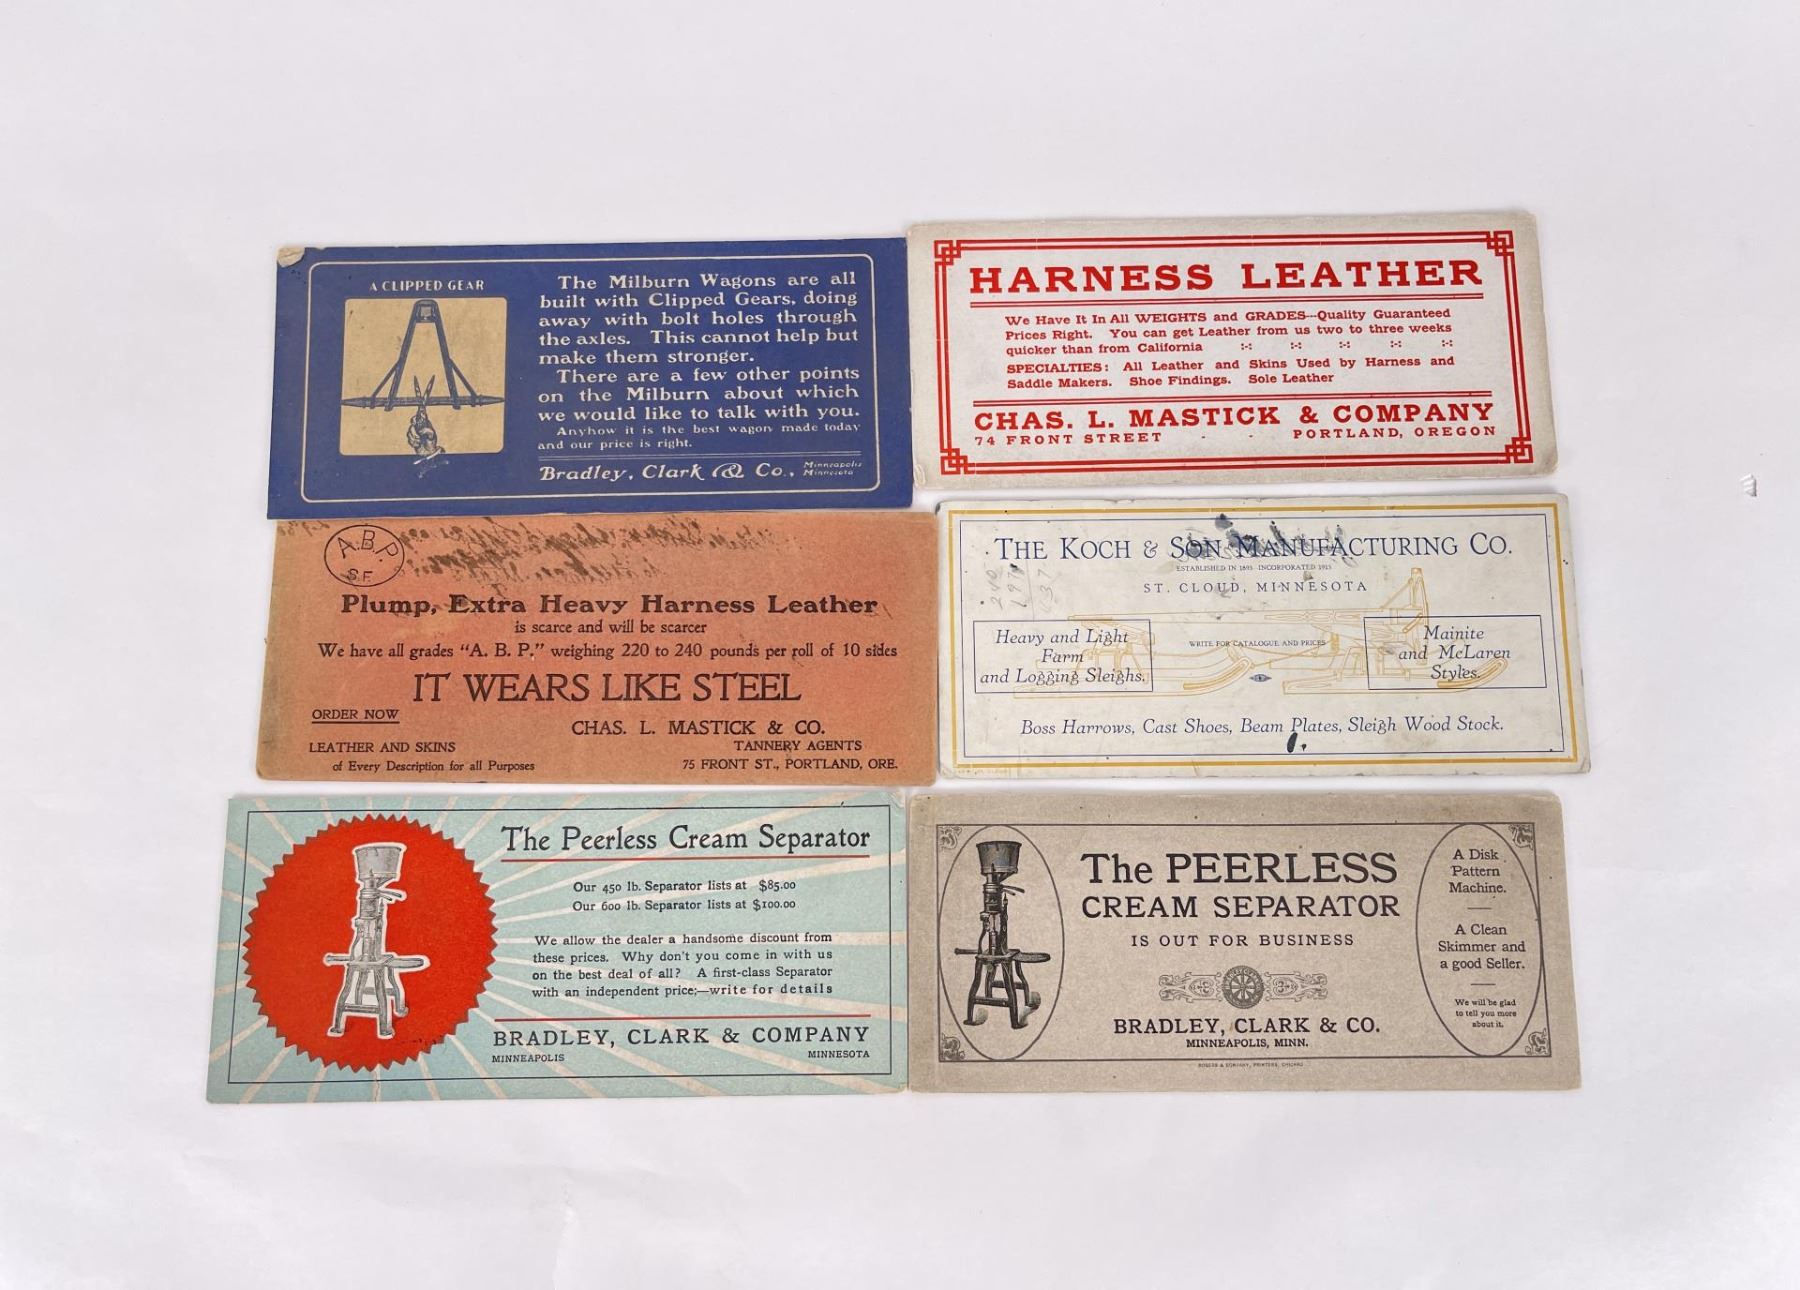 A CLIPPED GEAR
The Milburn Wagons are all
built with Clipped Gears, doing
away with bolt holes through
the axles. This cannot help but
make them stronger.
There are a few other points
on the Milburn about which
we would like to talk with you.
Anyhow it is the best wagon made today
and our price is right.
Bradley, Clark & Co., Minneapolis
Minnesota
HARNESS LEATHER
We Have It In All WEIGHTS and GRADES---Quality Guaranteed
Prices Right. You can get Leather from us two to three weeks
quicker than from California
SPECIALTIES: All Leather and Skins Used by Harness and
Saddle Makers. Shoe Findings. Sole Leather
CHAS. L. MASTICK & COMPANY
74 FRONT STREET - - PORTLAND, OREGON
A.B.P.
S.F.
Plump, Extra Heavy Harness Leather
is scarce and will be scarcer
We have all grades "A. B. P." weighing 220 to 240 pounds per roll of 10 sides
IT WEARS LIKE STEEL
ORDER NOW
CHAS. L. MASTICK & CO.
LEATHER AND SKINS
TANNERY AGENTS
of Every Description for all Purposes
75 FRONT ST., PORTLAND, ORE.
THE KOCH & SON MANUFACTURING CO.
ESTABLISHED IN 1893 INCORPORATED 1915
ST. CLOUD, MINNESOTA
Heavy and Light
Farm
and Logging Sleighs.
WRITE FOR CATALOGUE AND PRICES
Mainite
and McLaren
Styles.
Boss Harrows, Cast Shoes, Beam Plates, Sleigh Wood Stock.
The Peerless Cream Separator
Our 450 lb. Separator lists at $85.00
Our 600 lb. Separator lists at $100.00
We allow the dealer a handsome discount from
these prices. Why don't you come in with us
on the best deal of all? A first-class Separator
with an independent price;—write for details
BRADLEY, CLARK & COMPANY
MINNEAPOLIS MINNESOTA
The PEERLESS
CREAM SEPARATOR
IS OUT FOR BUSINESS
BRADLEY, CLARK & CO.
MINNEAPOLIS, MINN.
A Disk
Pattern
Machine.
A Clean
Skimmer and
a good Seller.
We will be glad
to tell you more
about it.
ROGERS & COMPANY, PRINTERS, CHICAGO